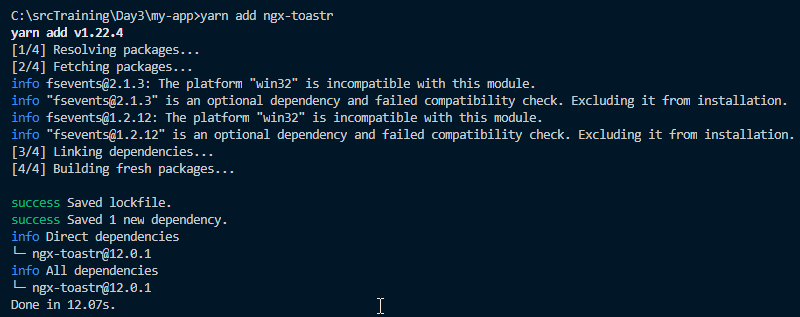 C:\srcTraining\Day3\my-app>yarn add ngx-toastr
yarn add v1.22.4
[1/4] Resolving packages...
[2/4] Fetching packages...
info fsevents@2.1.3: The platform "win32" is incompatible with this module.
info "fsevents@2.1.3" is an optional dependency and failed compatibility check. Excluding it from installation.
info fsevents@1.2.12: The platform "win32" is incompatible with this module.
info "fsevents@1.2.12" is an optional dependency and failed compatibility check. Excluding it from installation.
[3/4] Linking dependencies...
[4/4] Building fresh packages...
success Saved lockfile.
success Saved 1 new dependency.
info Direct dependencies
└─ ngx-toastr@12.0.1
info All dependencies
└─ ngx-toastr@12.0.1
Done in 12.07s.